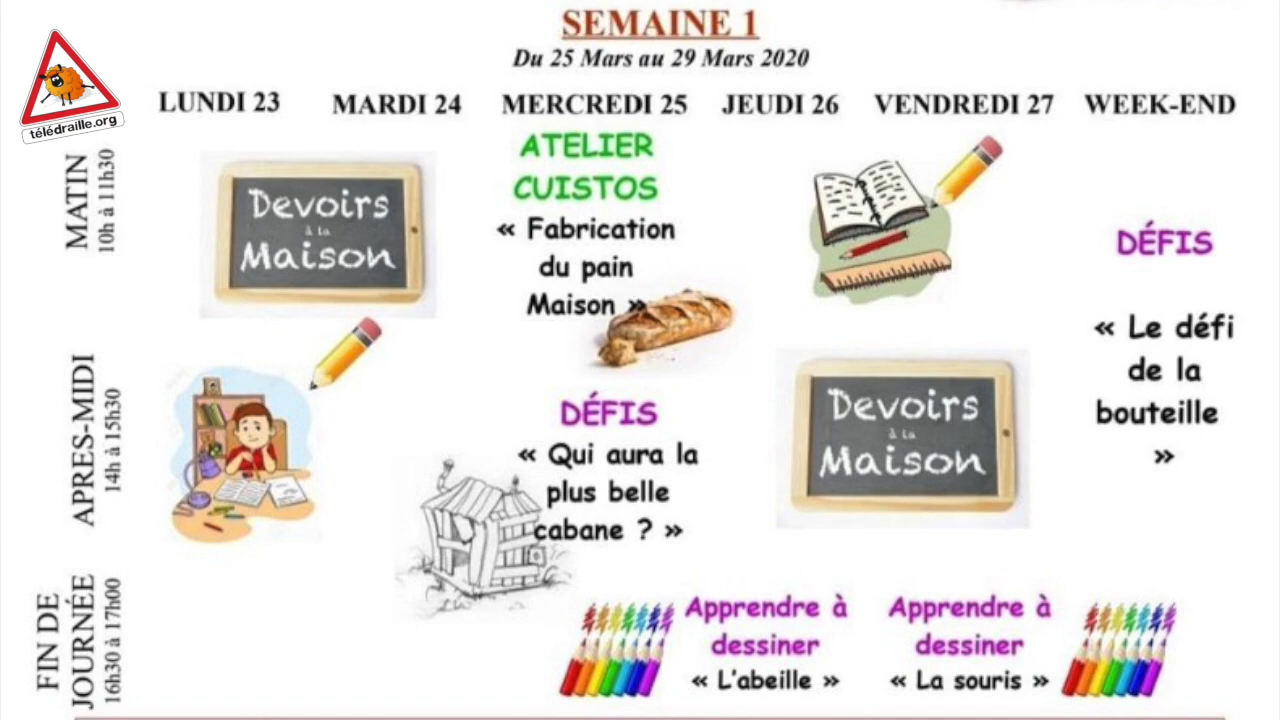 SEMAINE 1
Du 25 Mars au 29 Mars 2020
télédraille.org
LUNDI 23
MARDI 24
MERCREDI 25
JEUDI 26
VENDREDI 27
WEEK-END
MATIN
10h à 11h30
Devoirs
à la
Maison
ATELIER
CUISTOS
« Fabrication
du pain
Maison »
DÉFIS
« Le défi
de la
bouteille
»
APRES-MIDI
14h à 15h30
DÉFIS
« Qui aura la
plus belle
cabane ? »
Devoirs
à la
Maison
FIN DE
JOURNÉE
16h30 à 17h00
Apprendre à
dessiner
« L'abeille »
Apprendre à
dessiner
« La souris »